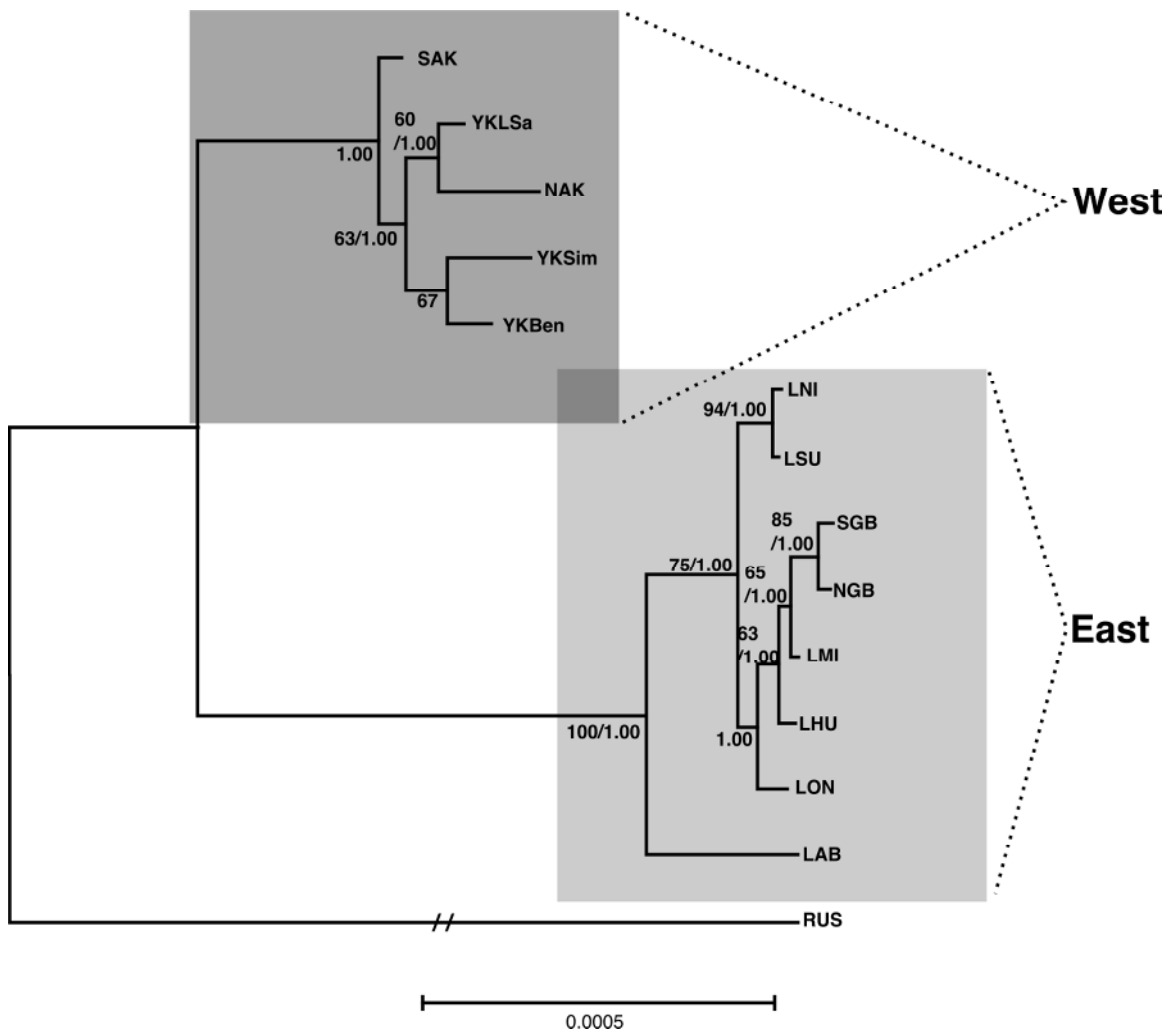 SAK
60
/1.00
YKLSa
1.00
NAK
West
63/1.00
YKSim
67
YKBen
LNI
94/1.00
LSU
85
/1.00
SGB
75/1.00
65
/1.00
NGB
63
/1.00
LMI
East
100/1.00
1.00
LHU
LON
LAB
RUS
0.0005